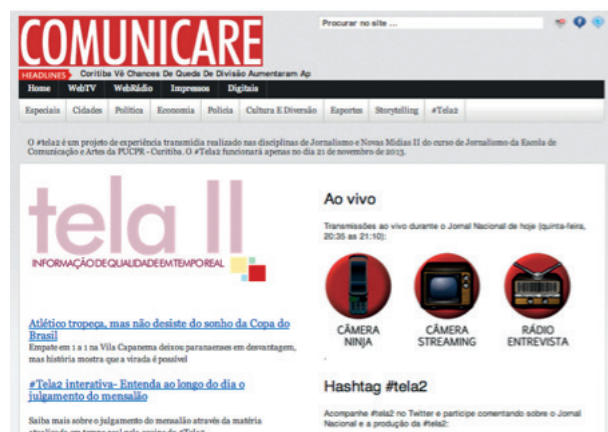 COMUNICARE
Procurar no site ...
HEADLINES Coritiba Vê Chances De Queda De Divisão Aumentaram Ap
Home WebTV WebRádio Impressos Digitais
Especiais Cidades Política Economia Polícia Cultura E Diversão Esportes Storytelling #Tela2
O #tela2 é um projeto de experiência transmídia realizado nas disciplinas de Jornalismo e Novas Mídias II do curso de Jornalismo da Escola de
Comunicação e Artes da PUCPR - Curitiba. O #Tela2 funcionará apenas no dia 21 de novembro de 2013.
tela II
INFORMAÇÃO DE QUALIDADE EM TEMPO REAL
Atlético tropeça, mas não desiste do sonho da Copa do
Brasil
Empate em 1 a 1 na Vila Capanema deixou paranaenses em desvantagem,
mas história mostra que a virada é possível
#Tela2 interativa- Entenda ao longo do dia o
julgamento do mensalão
Saiba mais sobre o julgamento do mensalão através da matéria
Ao vivo
Transmissões ao vivo durante o Jornal Nacional de hoje (quinta-feira,
20:35 as 21:10):
CÂMERA NINJA
CÂMERA STREAMING
RÁDIO ENTREVISTA
Hashtag #tela2
Acompanhe #tela2 no Twitter e participe comentando sobre o Jornal
Nacional e a produção da #tela2: